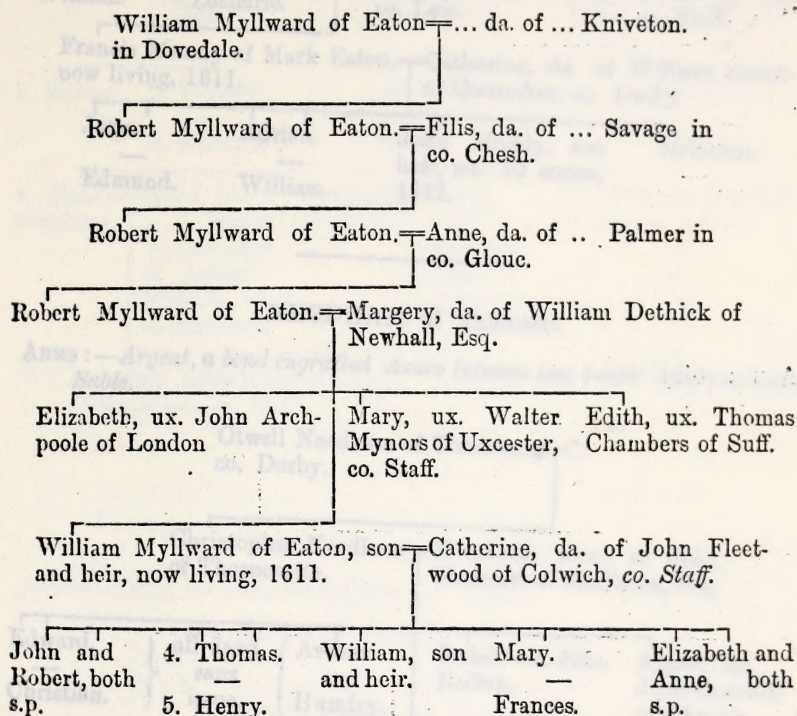 William Myllward of Eaton=... da. of ... Kniveton.
in Dovedale.
Robert Myllward of Eaton.=Filis, da. of ... Savage in
co. Chesh.
Robert Myllward of Eaton.=Anne, da. of .. Palmer in
co. Glouc.
Robert Myllward of Eaton.=Margery, da. of William Dethick of
Newhall, Esq.
Elizabeth, ux. John Arch-
poole of London
Mary, ux. Walter
Mynors of Uxcester,
co. Staff.
Edith, ux. Thomas
Chambers of Suff.
William Myllward of Eaton, son=Catherine, da. of John Fleet-
and heir, now living, 1611. wood of Colwich, co. Staff.
John and
Robert, both
s.p.
4. Thomas.
5. Henry.
William, son
and heir.
Mary.
—
Frances.
Elizabeth and
Anne, both
s.p.